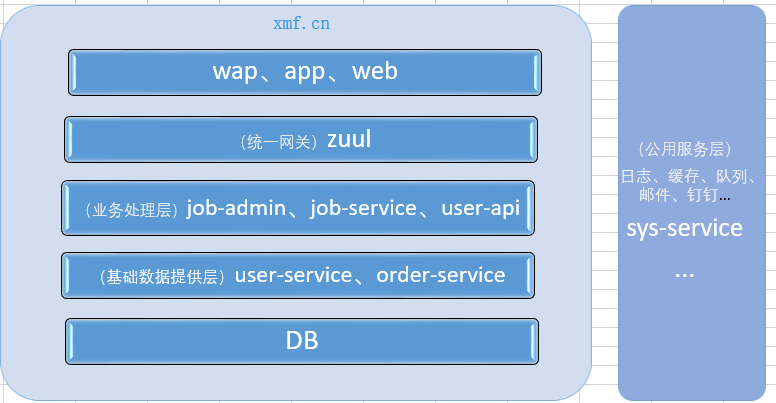 xmf.cn
wap、app、web
（统一网关）zuul
（业务处理层）job-admin、job-service、user-api
（基础数据提供层）user-service、order-service
DB
（公用服务层）
日志、缓存、队列、
邮件、钉钉...
sys-service
...